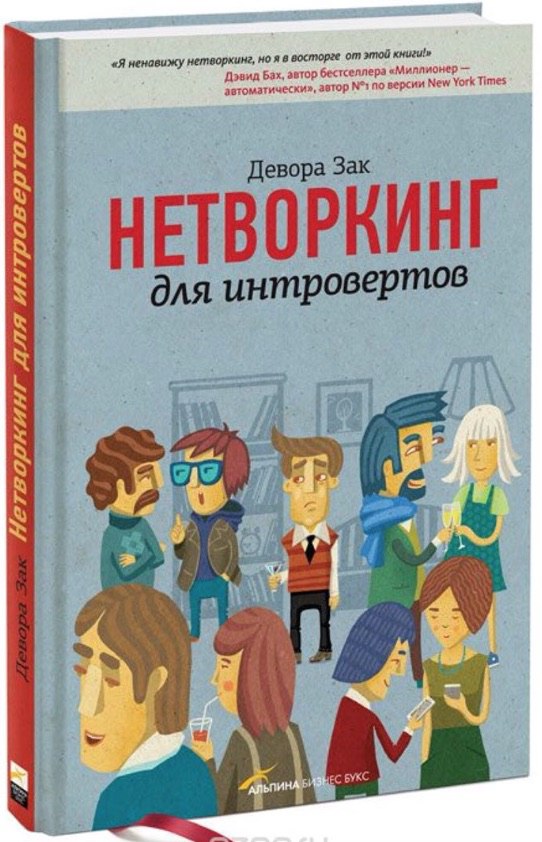 «Я ненавижу нетворкинг, но я в восторге от этой книги!»
Дэвид Бах, автор бестселлера «Миллионер —
автоматически», автор №1 по версии New York Times
Девора Зак
НЕТВОРКИНГ
для интровертов
АЛЬПИНА БИЗНЕС БУКС
Девора Зак Нетворкинг для интровертов